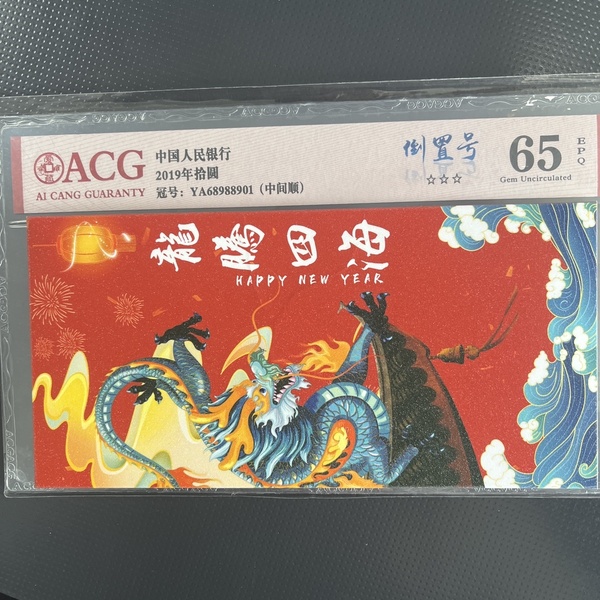 ACG
AI CANG GUARANTY
中国人民银行
2019年拾圆
冠号：YA68988901（中间顺）
倒置号
☆☆☆
65
EPQ
Gem Uncirculated
龍騰四海
HAPPY NEW YEAR